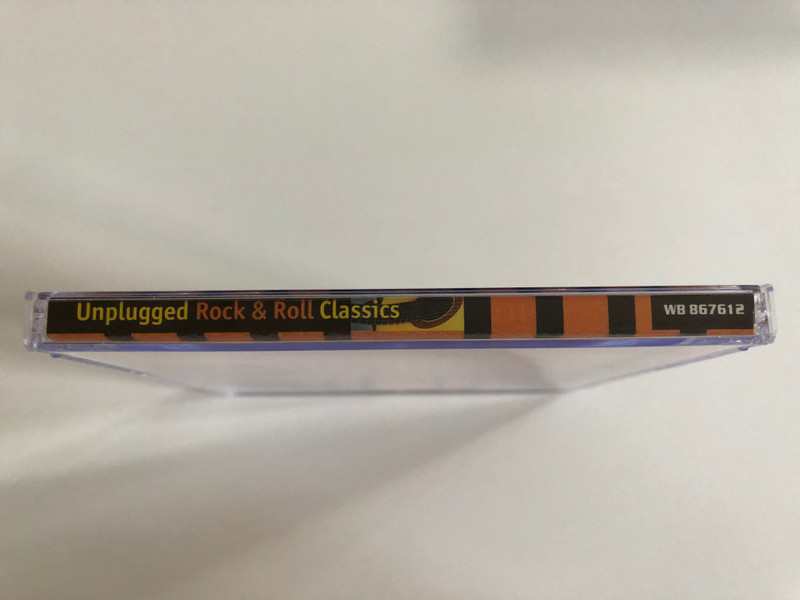 Unplugged Rock & Roll Classics
WB 867612